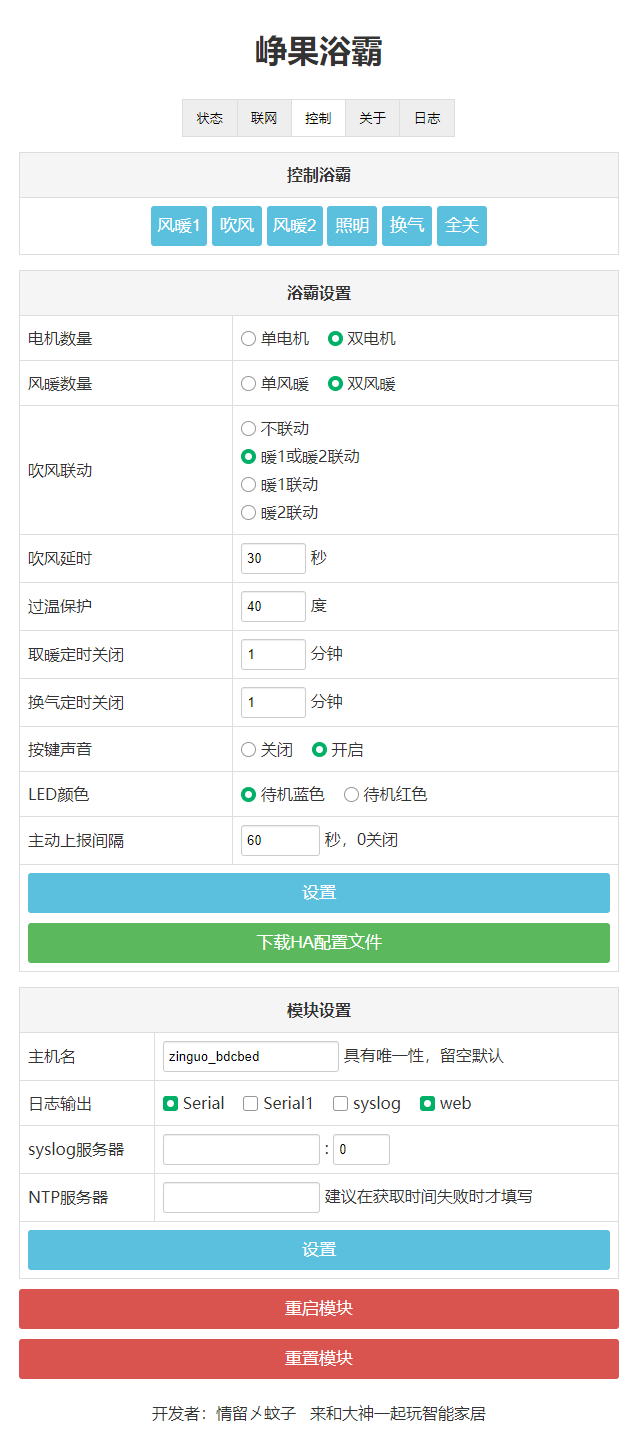 峥果浴霸
状态 联网 控制 关于 日志
控制浴霸
风暖1 吹风 风暖2 照明 换气 全关
浴霸设置
电机数量 单电机 双电机
风暖数量 单风暖 双风暖
吹风联动 不联动
暖1或暖2联动
暖1联动
暖2联动
吹风延时 30 秒
过温保护 40 度
取暖定时关闭 1 分钟
换气定时关闭 1 分钟
按键声音 关闭 开启
LED颜色 待机蓝色 待机红色
主动上报间隔 60 秒，0关闭
设置
下载HA配置文件
模块设置
主机名 zinguo_bdcbed 具有唯一性，留空默认
日志输出 Serial Serial1 syslog web
syslog服务器 : 0
NTP服务器 建议在获取时间失败时才填写
设置
重启模块
重置模块
开发者：情留メ蚊子 来和大神一起玩智能家居